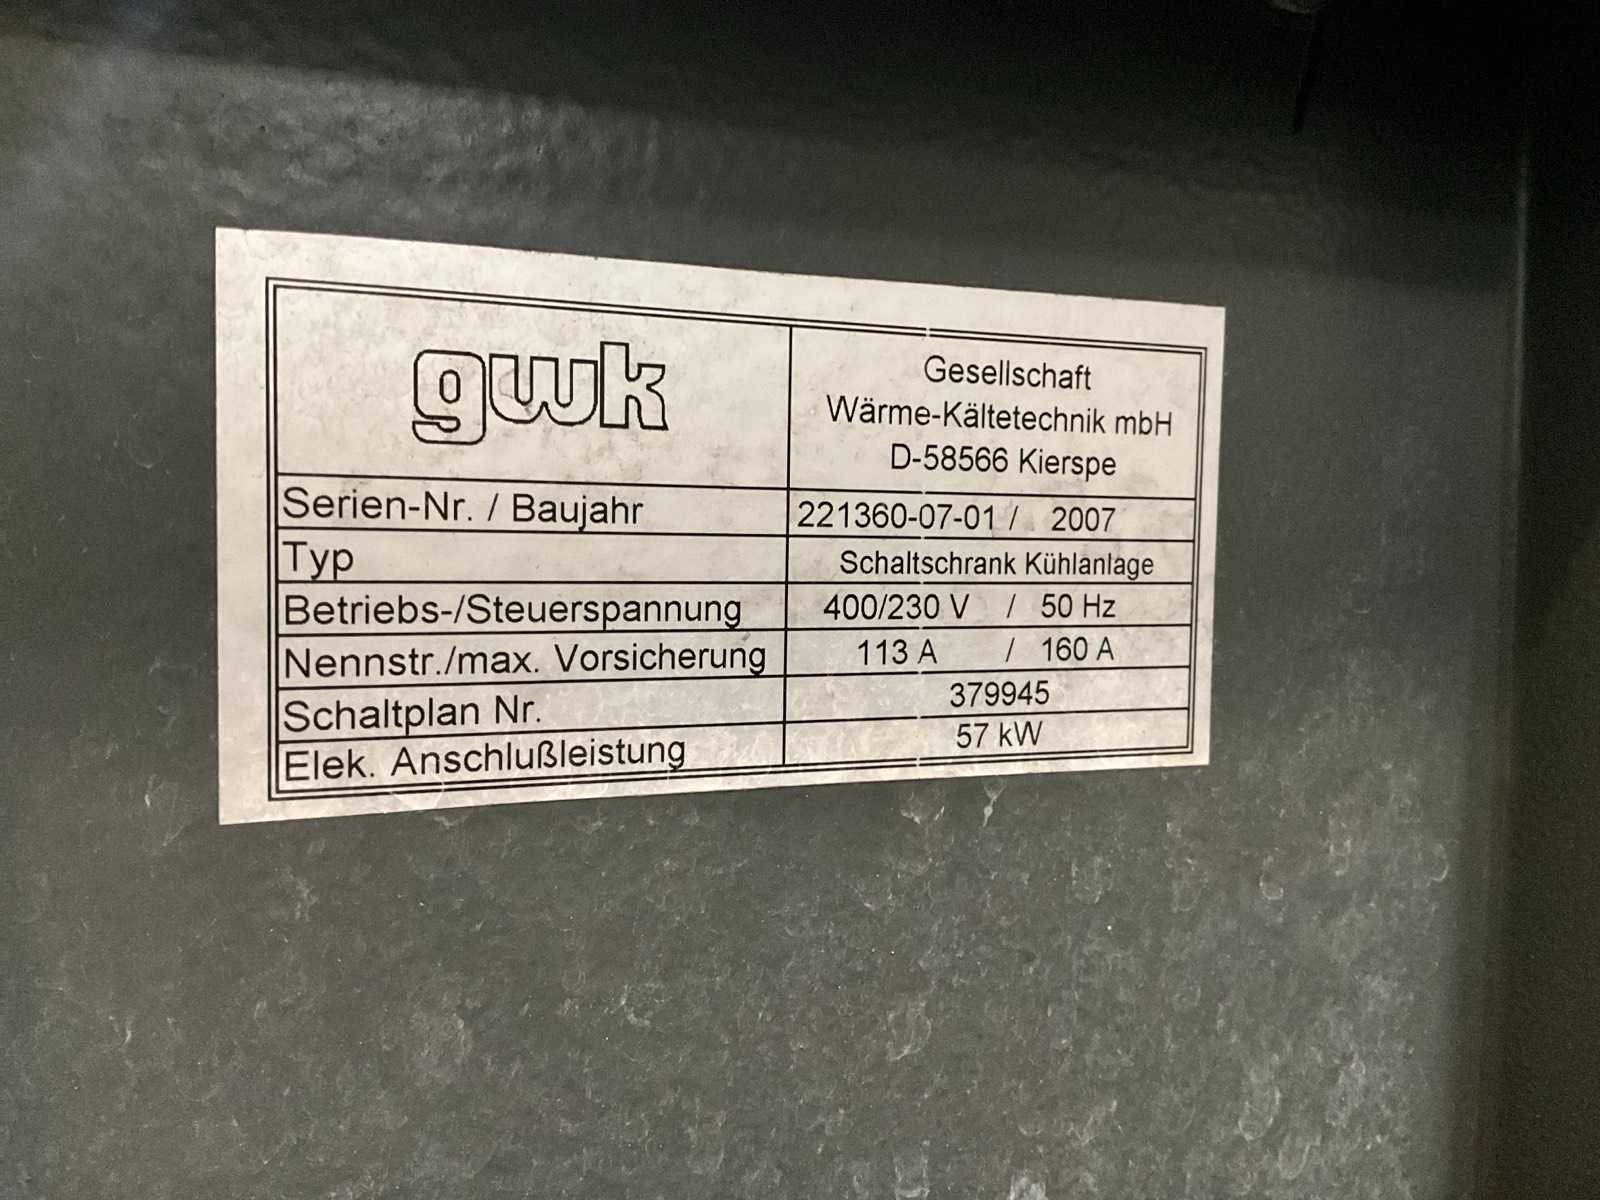 gwk
Gesellschaft
Wärme-Kältetechnik mbH
D-58566 Kierspe
Serien-Nr. / Baujahr 221360-07-01 / 2007
Typ Schaltschrank Kühlanlage
Betriebs-/Steuerspannung 400/230 V / 50 Hz
Nennstr./max. Vorsicherung 113 A / 160 A
Schaltplan Nr. 379945
Elek. Anschlußleistung 57 kW